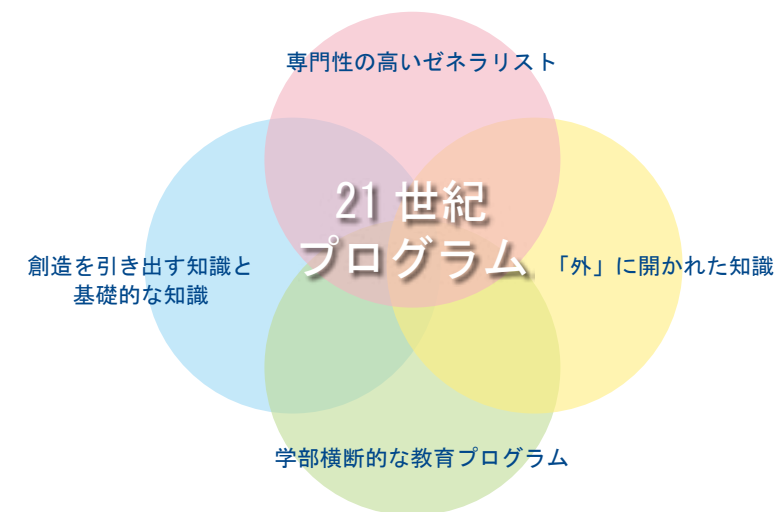 専門性の高いゼネラリスト
21 世紀
プログラム
創造を引き出す知識と
基礎的な知識
「外」に開かれた知識
学部横断的な教育プログラム